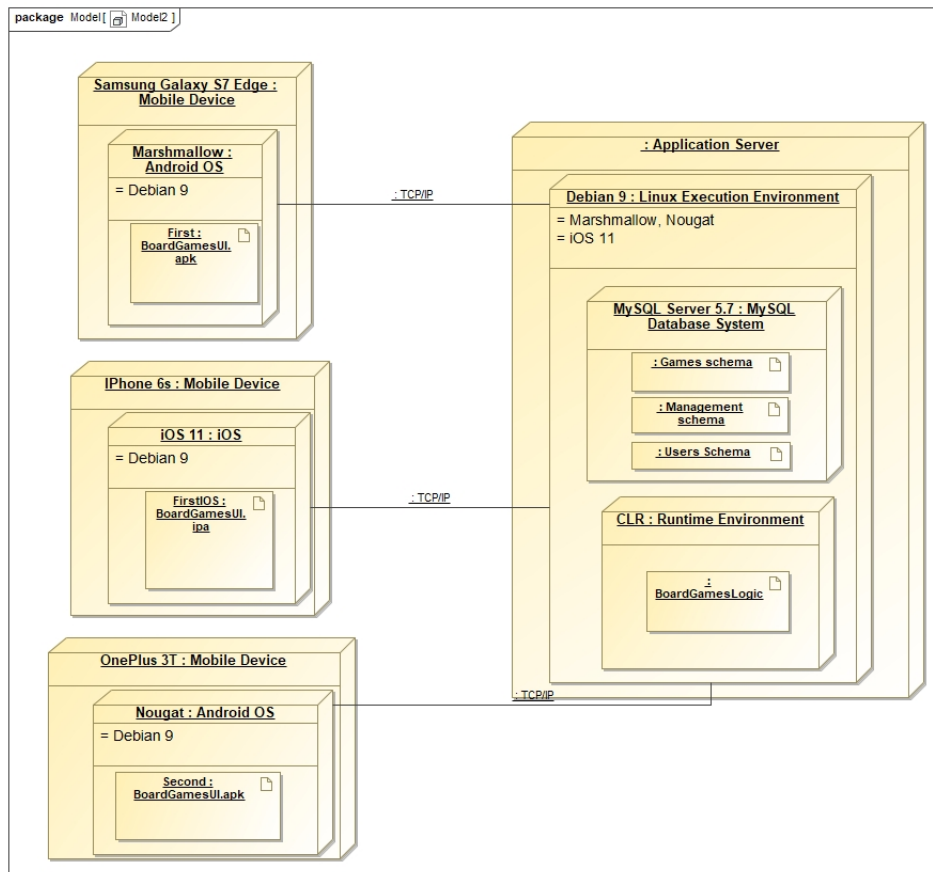 package Model [ Model2 ]
Samsung Galaxy S7 Edge :
Mobile Device
Marshmallow :
Android OS
= Debian 9
First :
BoardGamesUI.
apk
: TCP/IP
: Application Server
Debian 9 : Linux Execution Environment
= Marshmallow, Nougat
= iOS 11
MySQL Server 5.7 : MySQL
Database System
: Games schema
: Management
schema
: Users Schema
CLR : Runtime Environment
:
BoardGamesLogic
IPhone 6s : Mobile Device
iOS 11 : iOS
= Debian 9
FirstIOS :
BoardGamesUI.
ipa
: TCP/IP
OnePlus 3T : Mobile Device
Nougat : Android OS
= Debian 9
Second :
BoardGamesUI.apk
: TCP/IP